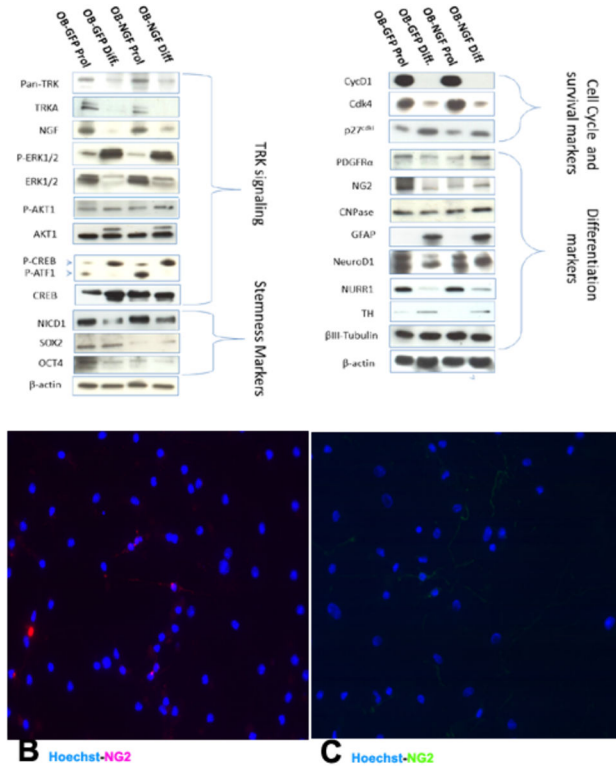 OB-GFP Prol
OB-GFP Diff.
OB-NGF Prol
OB-NGF Diff
Pan-TRK
TRKA
NGF
P-ERK1/2
ERK1/2
P-AKT1
AKT1
P-CREB
P-ATF1
CREB
NICD1
SOX2
OCT4
β-actin
TRK signaling
Stemness Markers
OB-GFP Prol
OB-GFP Diff.
OB-NGF Prol
OB-NGF Diff
CycD1
Cdk4
p27ᶜᵈᵏⁱ
PDGFRα
NG2
CNPase
GFAP
NeuroD1
NURR1
TH
βIII-Tubulin
β-actin
Cell Cycle and
survival markers
Differentiation
markers
B Hoechst-NG2
C Hoechst-NG2